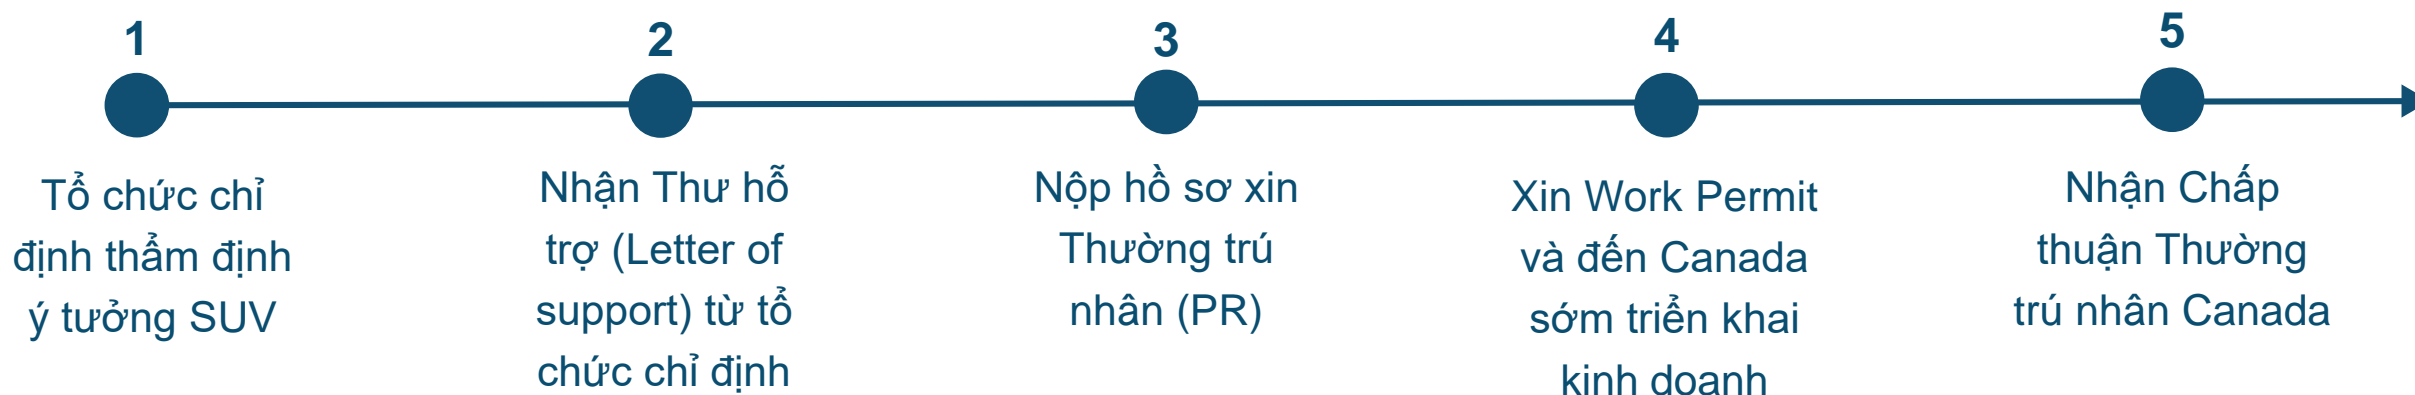 1
Tổ chức chỉ
định thẩm định
ý tưởng SUV
2
Nhận Thư hỗ
trợ (Letter of
support) từ tổ
chức chỉ định
3
Nộp hồ sơ xin
Thường trú
nhân (PR)
4
Xin Work Permit
và đến Canada
sớm triển khai
kinh doanh
5
Nhận Chấp
thuận Thường
trú nhân Canada